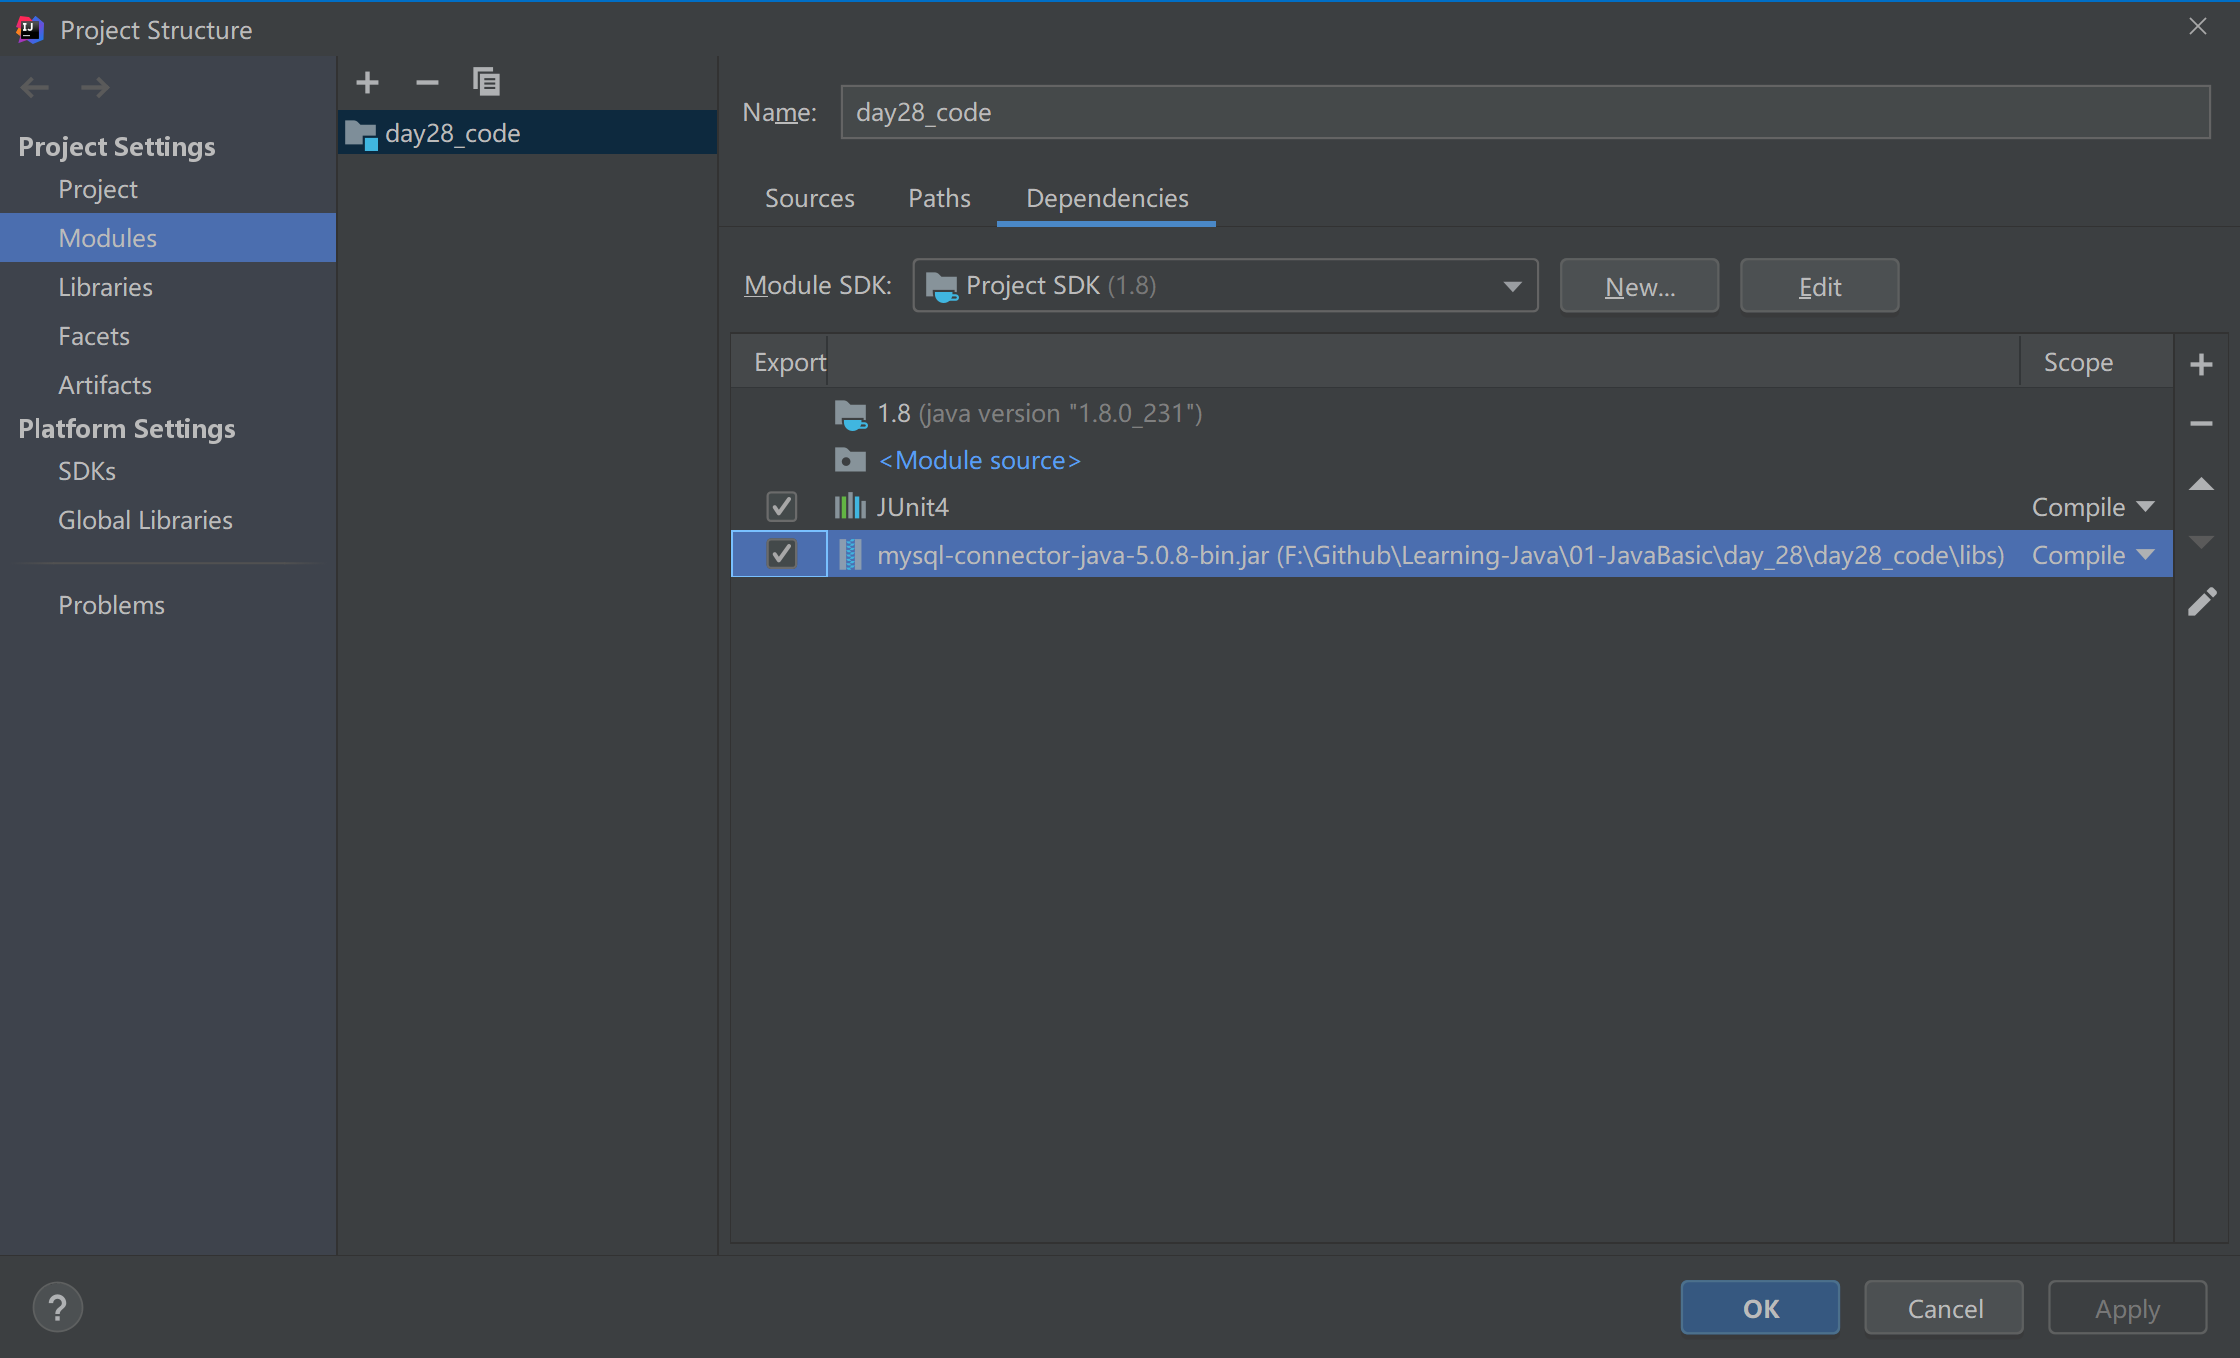 Project Structure
Project Settings
Project
Modules
Libraries
Facets
Artifacts
Platform Settings
SDKs
Global Libraries
Problems
day28_code
Name: day28_code
Sources Paths Dependencies
Module SDK: Project SDK (1.8) New... Edit
Export Scope
1.8 (java version "1.8.0_231")
<Module source>
JUnit4 Compile
mysql-connector-java-5.0.8-bin.jar (F:\Github\Learning-Java\01-JavaBasic\day_28\day28_code\libs) Compile
? OK Cancel Apply